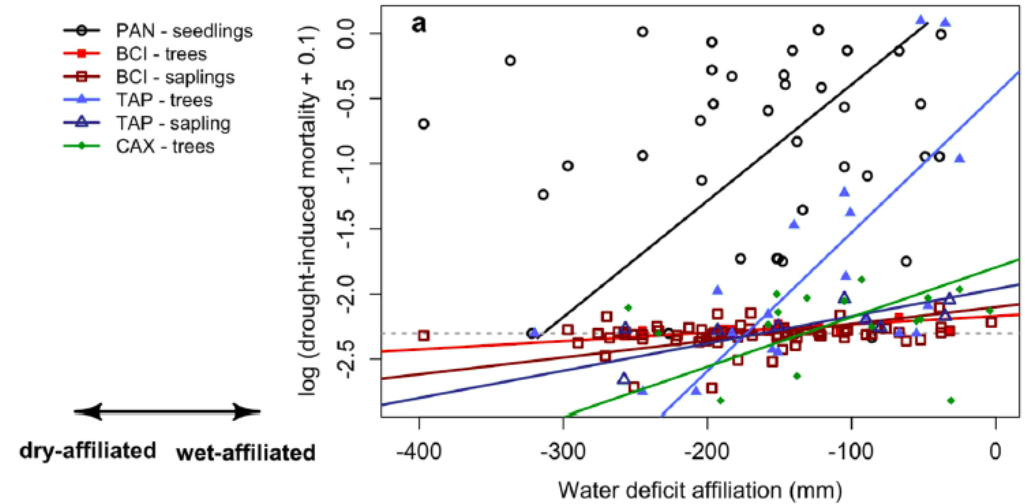 PAN - seedlings
BCI - trees
BCI - saplings
TAP - trees
TAP - sapling
CAX - trees
dry-affiliated wet-affiliated
a
log (drought-induced mortality + 0.1)
0.0
-0.5
-1.0
-1.5
-2.0
-2.5
-400 -300 -200 -100 0
Water deficit affiliation (mm)